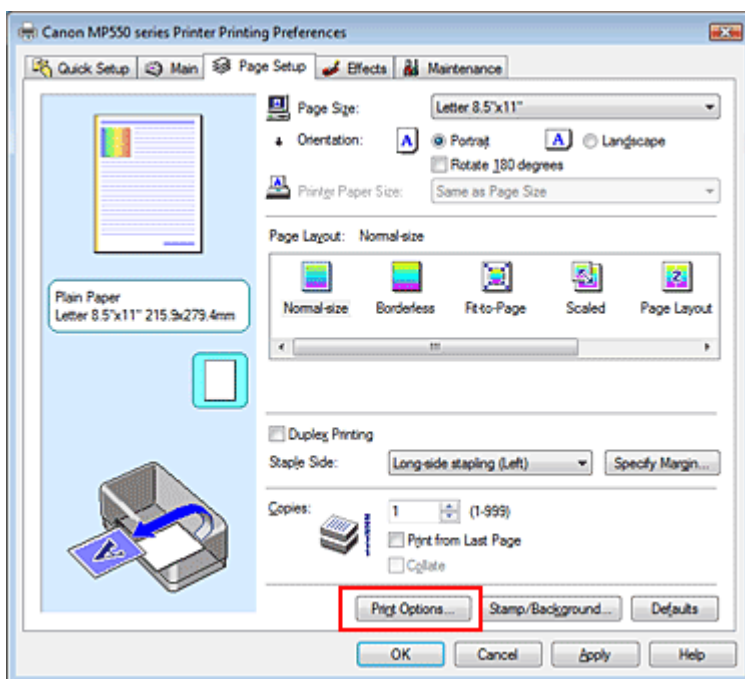 Canon MP550 series Printer Printing Preferences
Quick Setup Main Page Setup Effects Maintenance
Page Size: Letter 8.5"x11"
Orientation: A Portrait A Landscape
Rotate 180 degrees
Printer Paper Size: Same as Page Size
Page Layout: Normal-size
Normal-size Borderless Fit-to-Page Scaled Page Layout
Plain Paper
Letter 8.5"x11" 215.9x279.4mm
Duplex Printing
Staple Side: Long-side stapling (Left) Specify Margin...
Copies: 1 (1-999)
Print from Last Page
Collate
Print Options... Stamp/Background... Defaults
OK Cancel Apply Help